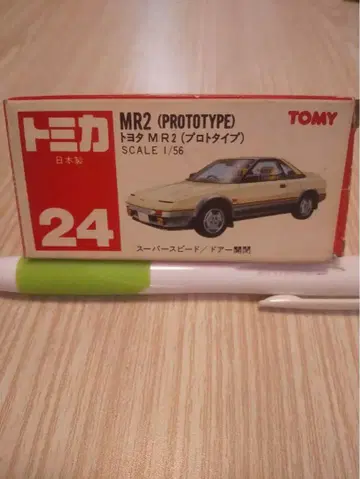 トミカ
日本製
24
MR2 (PROTOTYPE)
トヨタ MR2 (プロトタイプ)
SCALE 1/56
TOMY
スーパースピード/ドアー開閉